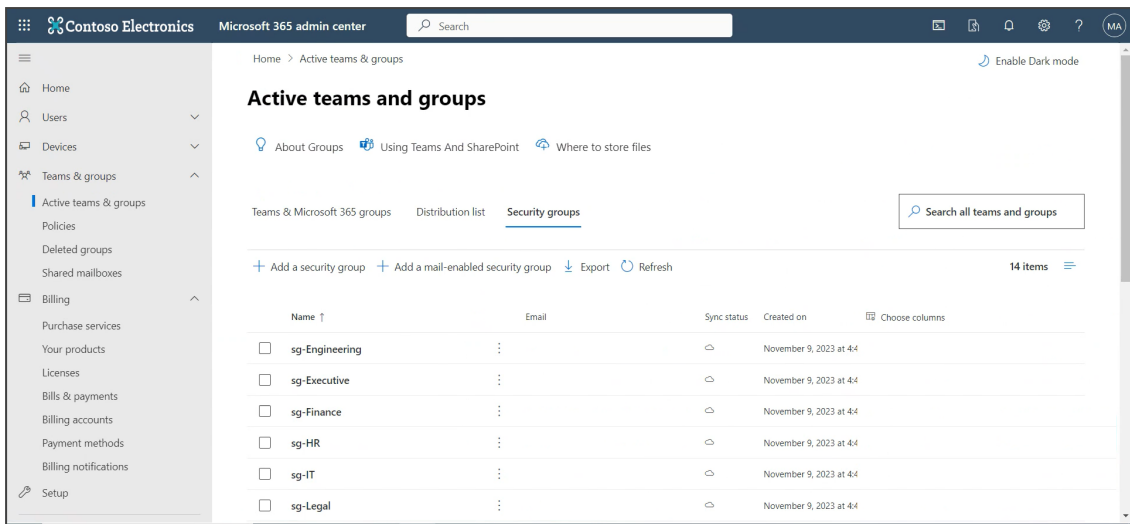 Contoso Electronics Microsoft 365 admin center Search ? MA
Home > Active teams & groups Enable Dark mode
Home
Users
Devices
Teams & groups
Active teams & groups
Policies
Deleted groups
Shared mailboxes
Billing
Purchase services
Your products
Licenses
Bills & payments
Billing accounts
Payment methods
Billing notifications
Setup
Active teams and groups
About Groups Using Teams And SharePoint Where to store files
Teams & Microsoft 365 groups Distribution list Security groups Search all teams and groups
Add a security group Add a mail-enabled security group Export Refresh 14 items
Name ↑ Email Sync status Created on Choose columns
sg-Engineering November 9, 2023 at 4:4
sg-Executive November 9, 2023 at 4:4
sg-Finance November 9, 2023 at 4:4
sg-HR November 9, 2023 at 4:4
sg-IT November 9, 2023 at 4:4
sg-Legal November 9, 2023 at 4:4